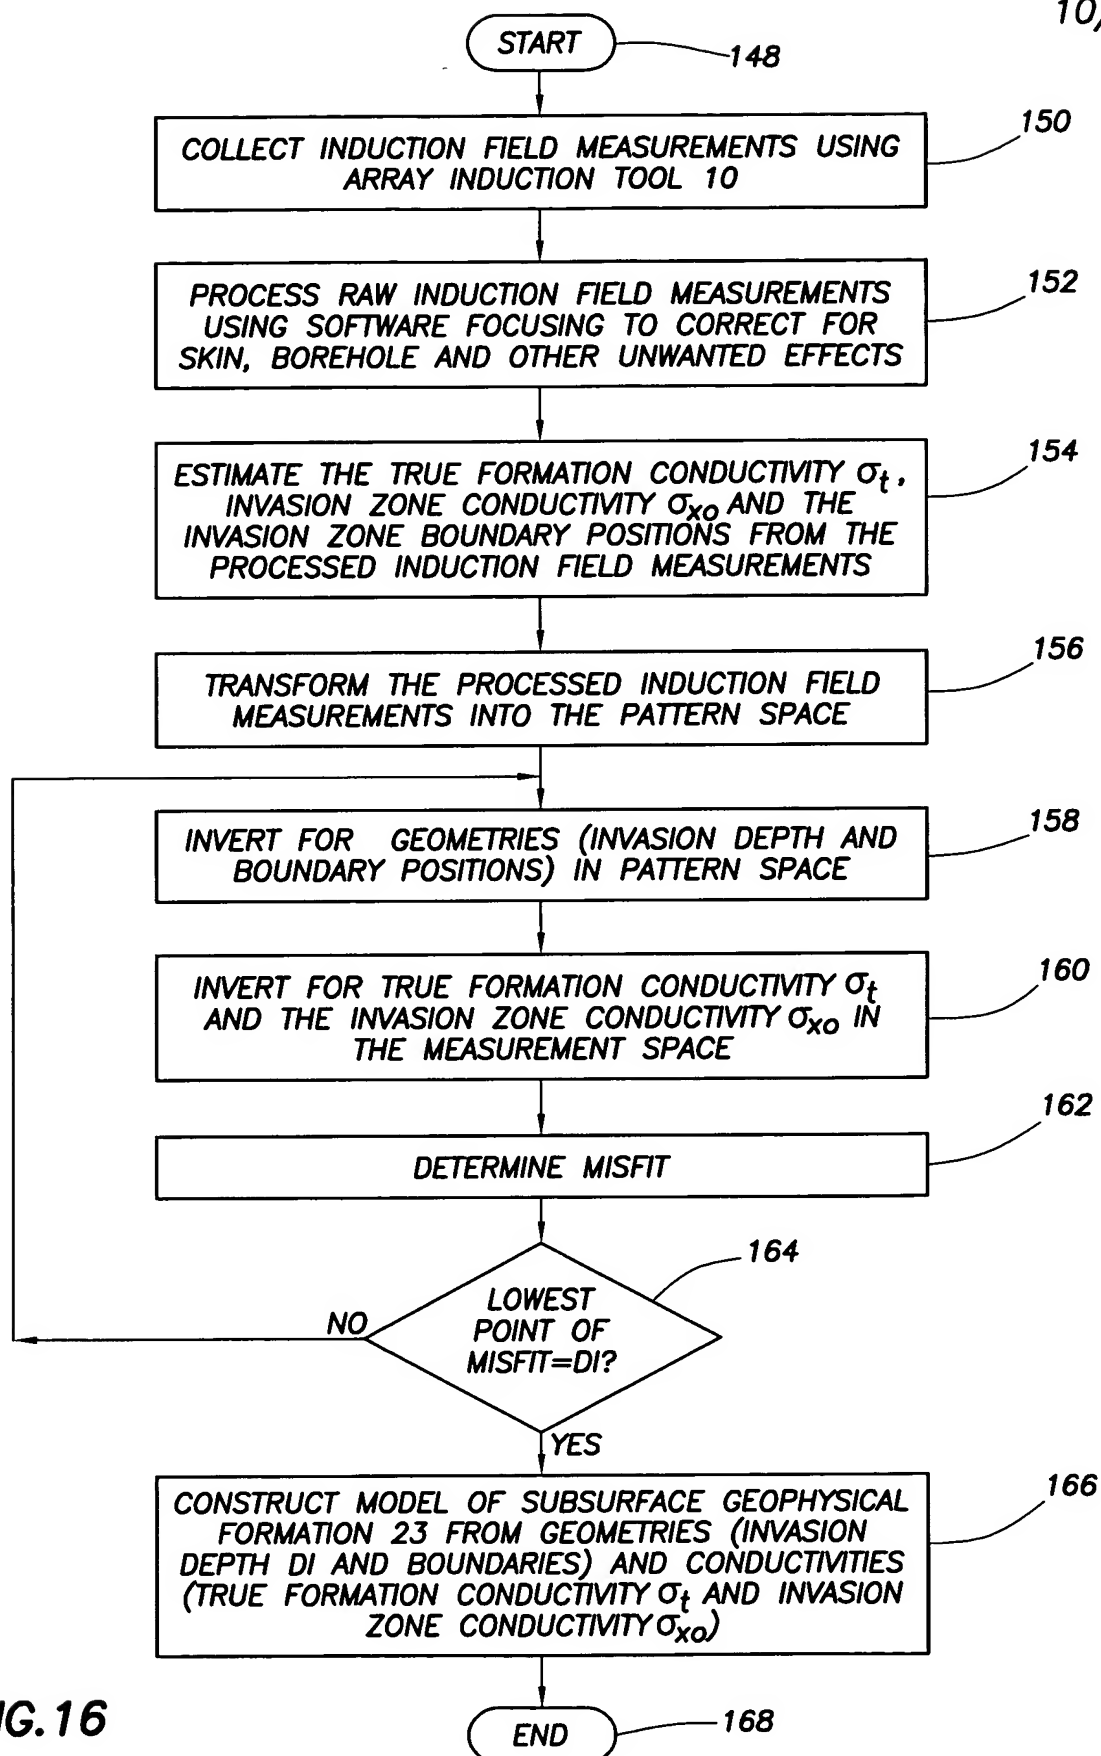 10/
START
148
COLLECT INDUCTION FIELD MEASUREMENTS USING
ARRAY INDUCTION TOOL 10
150
PROCESS RAW INDUCTION FIELD MEASUREMENTS
USING SOFTWARE FOCUSING TO CORRECT FOR
SKIN, BOREHOLE AND OTHER UNWANTED EFFECTS
152
ESTIMATE THE TRUE FORMATION CONDUCTIVITY σt,
INVASION ZONE CONDUCTIVITY σxo AND THE
INVASION ZONE BOUNDARY POSITIONS FROM THE
PROCESSED INDUCTION FIELD MEASUREMENTS
154
TRANSFORM THE PROCESSED INDUCTION FIELD
MEASUREMENTS INTO THE PATTERN SPACE
156
INVERT FOR GEOMETRIES (INVASION DEPTH AND
BOUNDARY POSITIONS) IN PATTERN SPACE
158
INVERT FOR TRUE FORMATION CONDUCTIVITY σt
AND THE INVASION ZONE CONDUCTIVITY σxo IN
THE MEASUREMENT SPACE
160
DETERMINE MISFIT
162
LOWEST
POINT OF
MISFIT=DI?
164
NO
YES
CONSTRUCT MODEL OF SUBSURFACE GEOPHYSICAL
FORMATION 23 FROM GEOMETRIES (INVASION
DEPTH DI AND BOUNDARIES) AND CONDUCTIVITIES
(TRUE FORMATION CONDUCTIVITY σt AND INVASION
ZONE CONDUCTIVITY σxo)
166
END
168
IG.16